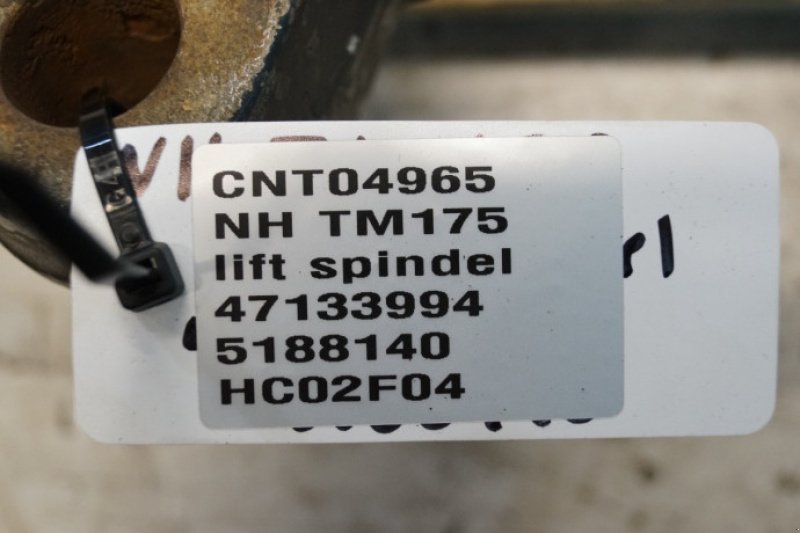 CNT04965
NH TM175
lift spindel
47133994
5188140
HC02F04